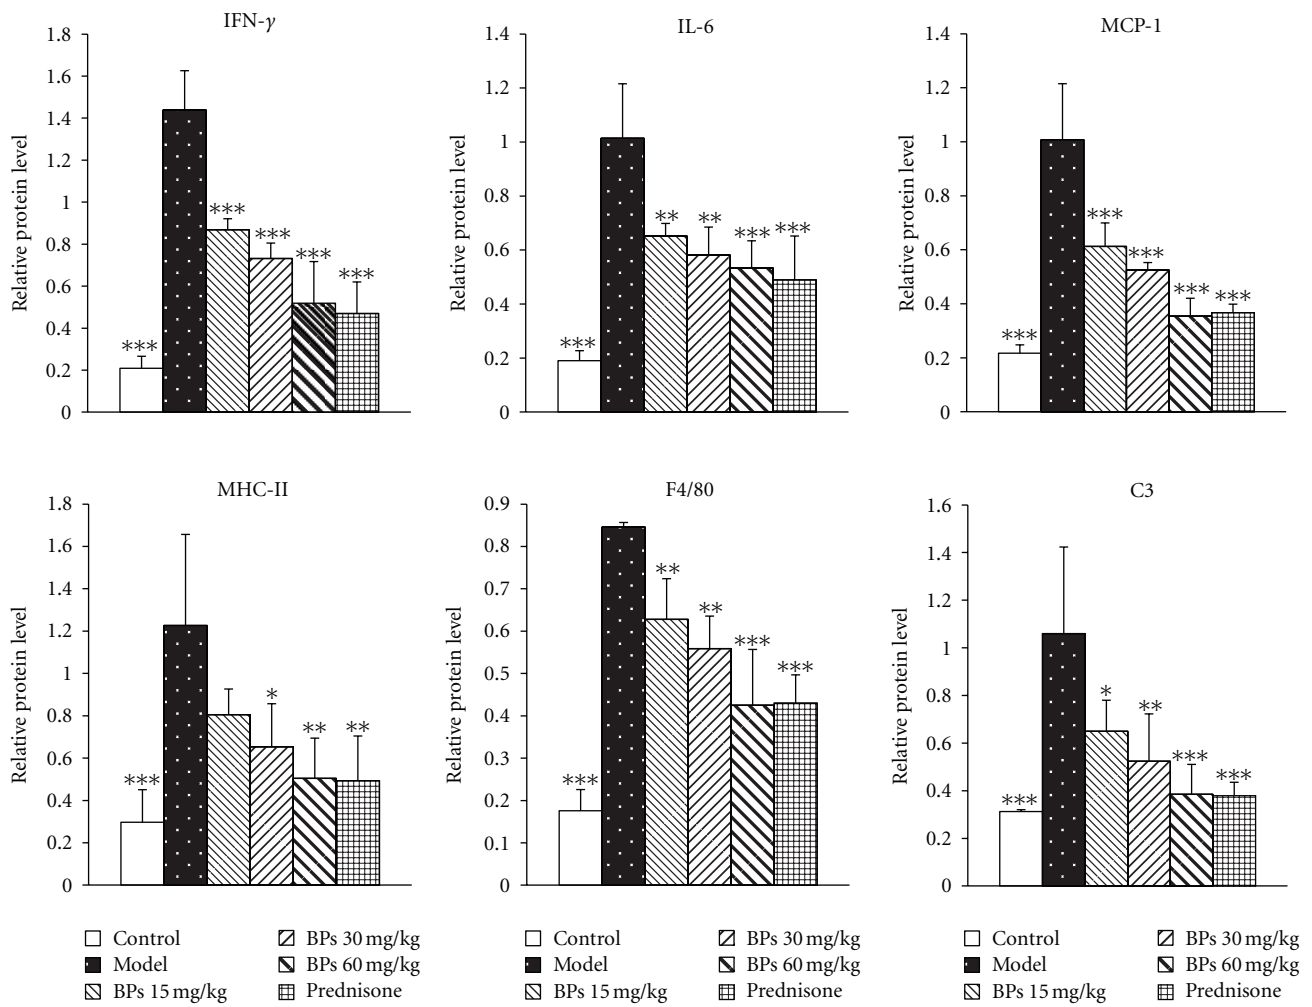 IFN-γ
Relative protein level
1.8
1.6
1.4
1.2
1
0.8
0.6
0.4
0.2
0
***
***
***
***
***
IL-6
Relative protein level
1.4
1.2
1
0.8
0.6
0.4
0.2
0
***
**
**
***
***
MCP-1
Relative protein level
1.4
1.2
1
0.8
0.6
0.4
0.2
0
***
***
***
***
***
MHC-II
Relative protein level
1.8
1.6
1.4
1.2
1
0.8
0.6
0.4
0.2
0
***
*
**
**
F4/80
Relative protein level
0.9
0.8
0.7
0.6
0.5
0.4
0.3
0.2
0.1
0
***
**
**
***
***
C3
Relative protein level
1.6
1.4
1.2
1
0.8
0.6
0.4
0.2
0
***
*
**
***
***
Control
Model
BPs 15 mg/kg
BPs 30 mg/kg
BPs 60 mg/kg
Prednisone
Control
Model
BPs 15 mg/kg
BPs 30 mg/kg
BPs 60 mg/kg
Prednisone
Control
Model
BPs 15 mg/kg
BPs 30 mg/kg
BPs 60 mg/kg
Prednisone